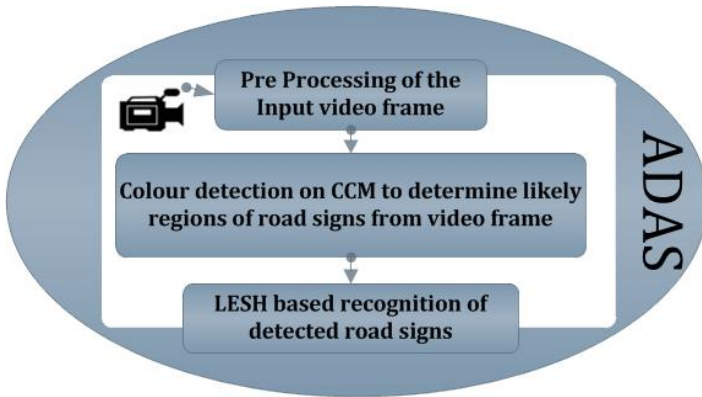 Pre Processing of the
Input video frame
Colour detection on CCM to determine likely
regions of road signs from video frame
LESH based recognition of
detected road signs
ADAS